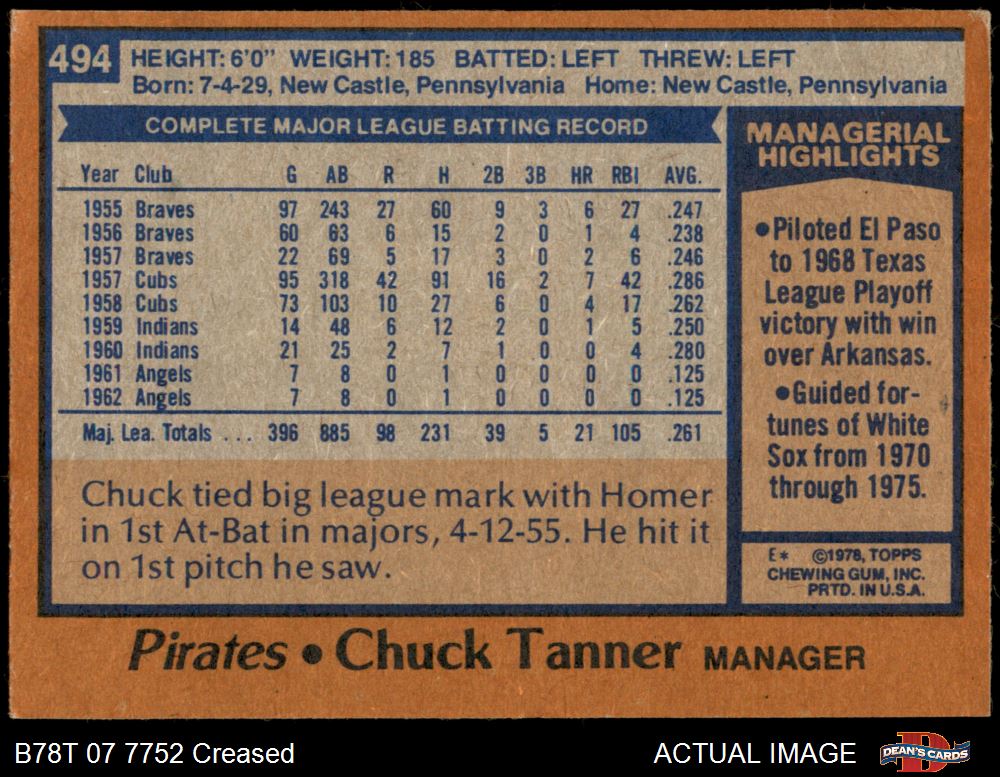 494
HEIGHT: 6'0" WEIGHT: 185 BATTED: LEFT THREW: LEFT
Born: 7-4-29, New Castle, Pennsylvania Home: New Castle, Pennsylvania
COMPLETE MAJOR LEAGUE BATTING RECORD
Year Club G AB R H 2B 3B HR RBI AVG.
1955 Braves 97 243 27 60 9 3 6 27 .247
1956 Braves 60 63 6 15 2 0 1 4 .238
1957 Braves 22 69 5 17 3 0 2 6 .246
1957 Cubs 95 318 42 91 16 2 7 42 .286
1958 Cubs 73 103 10 27 6 0 4 17 .262
1959 Indians 14 48 6 12 2 0 1 5 .250
1960 Indians 21 25 2 7 1 0 0 4 .280
1961 Angels 7 8 0 1 0 0 0 0 .125
1962 Angels 7 8 0 1 0 0 0 0 .125
Maj. Lea. Totals ... 396 885 98 231 39 5 21 105 .261
Chuck tied big league mark with Homer
in 1st At-Bat in majors, 4-12-55. He hit it
on 1st pitch he saw.
MANAGERIAL
HIGHLIGHTS
•Piloted El Paso
to 1968 Texas
League Playoff
victory with win
over Arkansas.
•Guided for-
tunes of White
Sox from 1970
through 1975.
E* ©1978, TOPPS
CHEWING GUM, INC.
PRTD. IN U.S.A.
Pirates • Chuck Tanner MANAGER
B78T 07 7752 Creased
ACTUAL IMAGE
DEAN'S CARDS